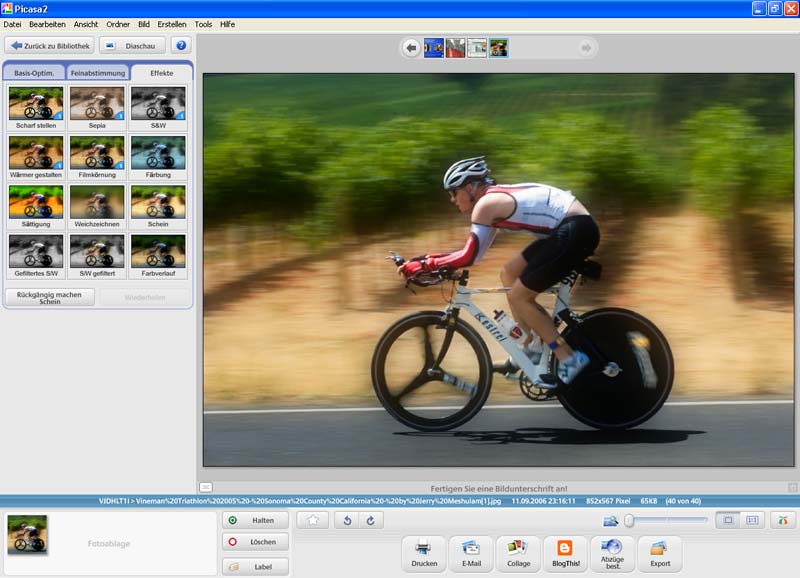 Picasa2
Datei Bearbeiten Ansicht Ordner Bild Erstellen Tools Hilfe
Zurück zu Bibliothek Diaschau ?
Basis-Optim. Feinabstimmung Effekte
Scharf stellen Sepia S&W
Wärmer gestalten Filmkörnung Färbung
Sättigung Weichzeichnen Schein
Gefiltertes S/W S/W gefiltert Farbverlauf
Rückgängig machen
Schein
Wiederholen
Kestrel
Fertigen Sie eine Bildunterschrift an!
VJDHLT1I > Vineman%20Triathlon%202005%20-%20Sonoma%20County%20California%20-%20by%20Jerry%20Meshulam[1].jpg 11.09.2006 23:16:11 852x567 Pixel 65KB (40 von 40)
Fotoablage
Halten
Löschen
Label
1:1
Drucken E-Mail Collage BlogThis! Abzüge
best. Export